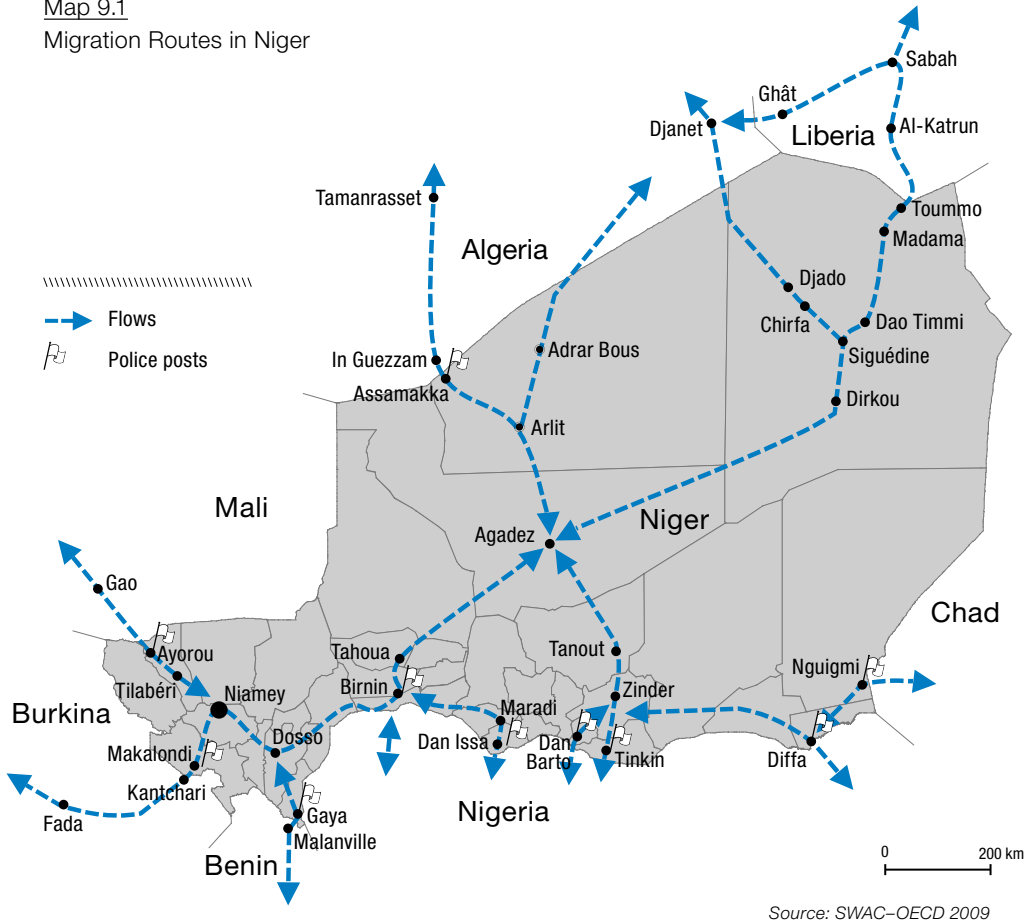 Map 9.1
Migration Routes in Niger
Sabah
Ghât
Djanet
Liberia
Al-Katrun
Tamanrasset
Toummo
Madama
Algeria
Djado
Flows
Chirfa
Dao Timmi
Police posts
In Guezzam
Adrar Bous
Siguédine
Assamakka
Dirkou
Arlit
Mali
Niger
Agadez
Gao
Chad
Ayorou
Tahoua
Tanout
Nguigmi
Tilabéri
Niamey
Birnin
Zinder
Burkina
Maradi
Makalondi
Dosso
Dan Issa
Dan
Barto
Tinkin
Diffa
Kantchari
Fada
Gaya
Nigeria
Malanville
Benin
0 200 km
Source: SWAC–OECD 2009